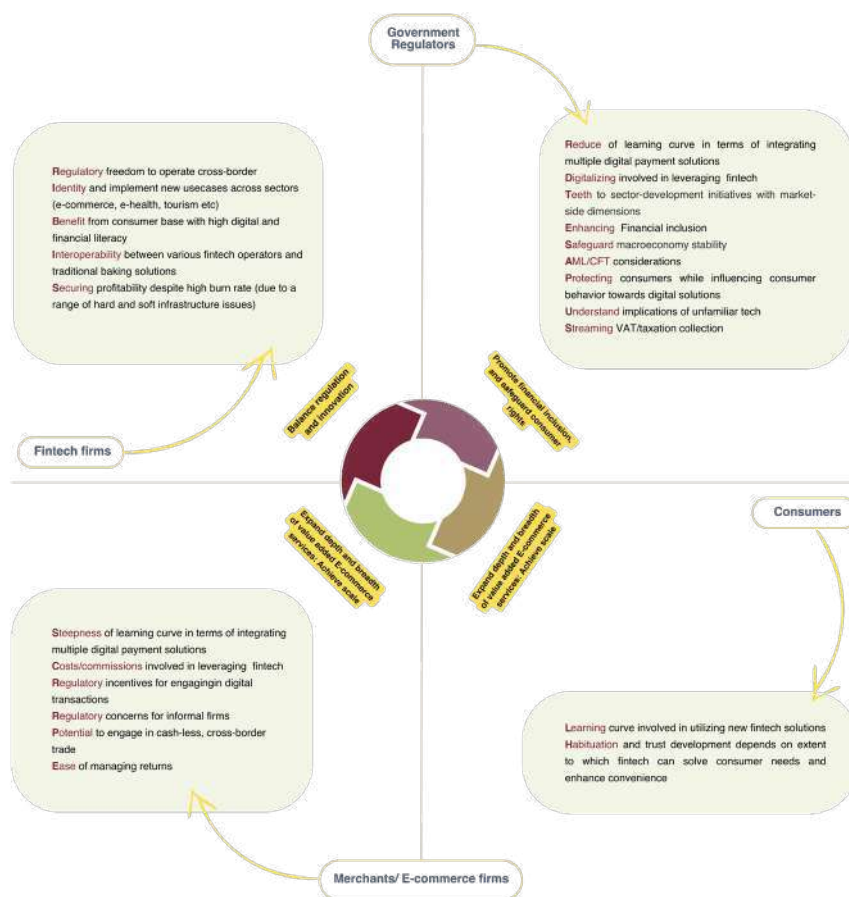 Government
Regulators
Regulatory freedom to operate cross-border
Identity and implement new usecases across sectors
(e-commerce, e-health, tourism etc)
Benefit from consumer base with high digital and
financial literacy
Interoperability between various fintech operators and
traditional baking solutions
Securing profitability despite high burn rate (due to a
range of hard and soft infrastructure issues)
Reduce of learning curve in terms of integrating
multiple digital payment solutions
Digitalizing involved in leveraging fintech
Teeth to sector-development initiatives with market-
side dimensions
Enhancing Financial inclusion
Safeguard macroeconomy stability
AML/CFT considerations
Protecting consumers while influencing consumer
behavior towards digital solutions
Understand implications of unfamiliar tech
Streaming VAT/taxation collection
Balance regulation
and innovation
Promote financial inclusion,
and safeguard consumer
rights
Fintech firms
Consumers
Expand depth and breadth
of value added E-commerce
services: Achieve scale
Expand depth and breadth
of value added E-commerce
services: Achieve scale
Steepness of learning curve in terms of integrating
multiple digital payment solutions
Costs/commissions involved in leveraging fintech
Regulatory incentives for engagingin digital
transactions
Regulatory concerns for informal firms
Potential to engage in cash-less, cross-border
trade
Ease of managing returns
Learning curve involved in utilizing new fintech solutions
Habituation and trust development depends on extent
to which fintech can solve consumer needs and
enhance convenience
Merchants/ E-commerce firms